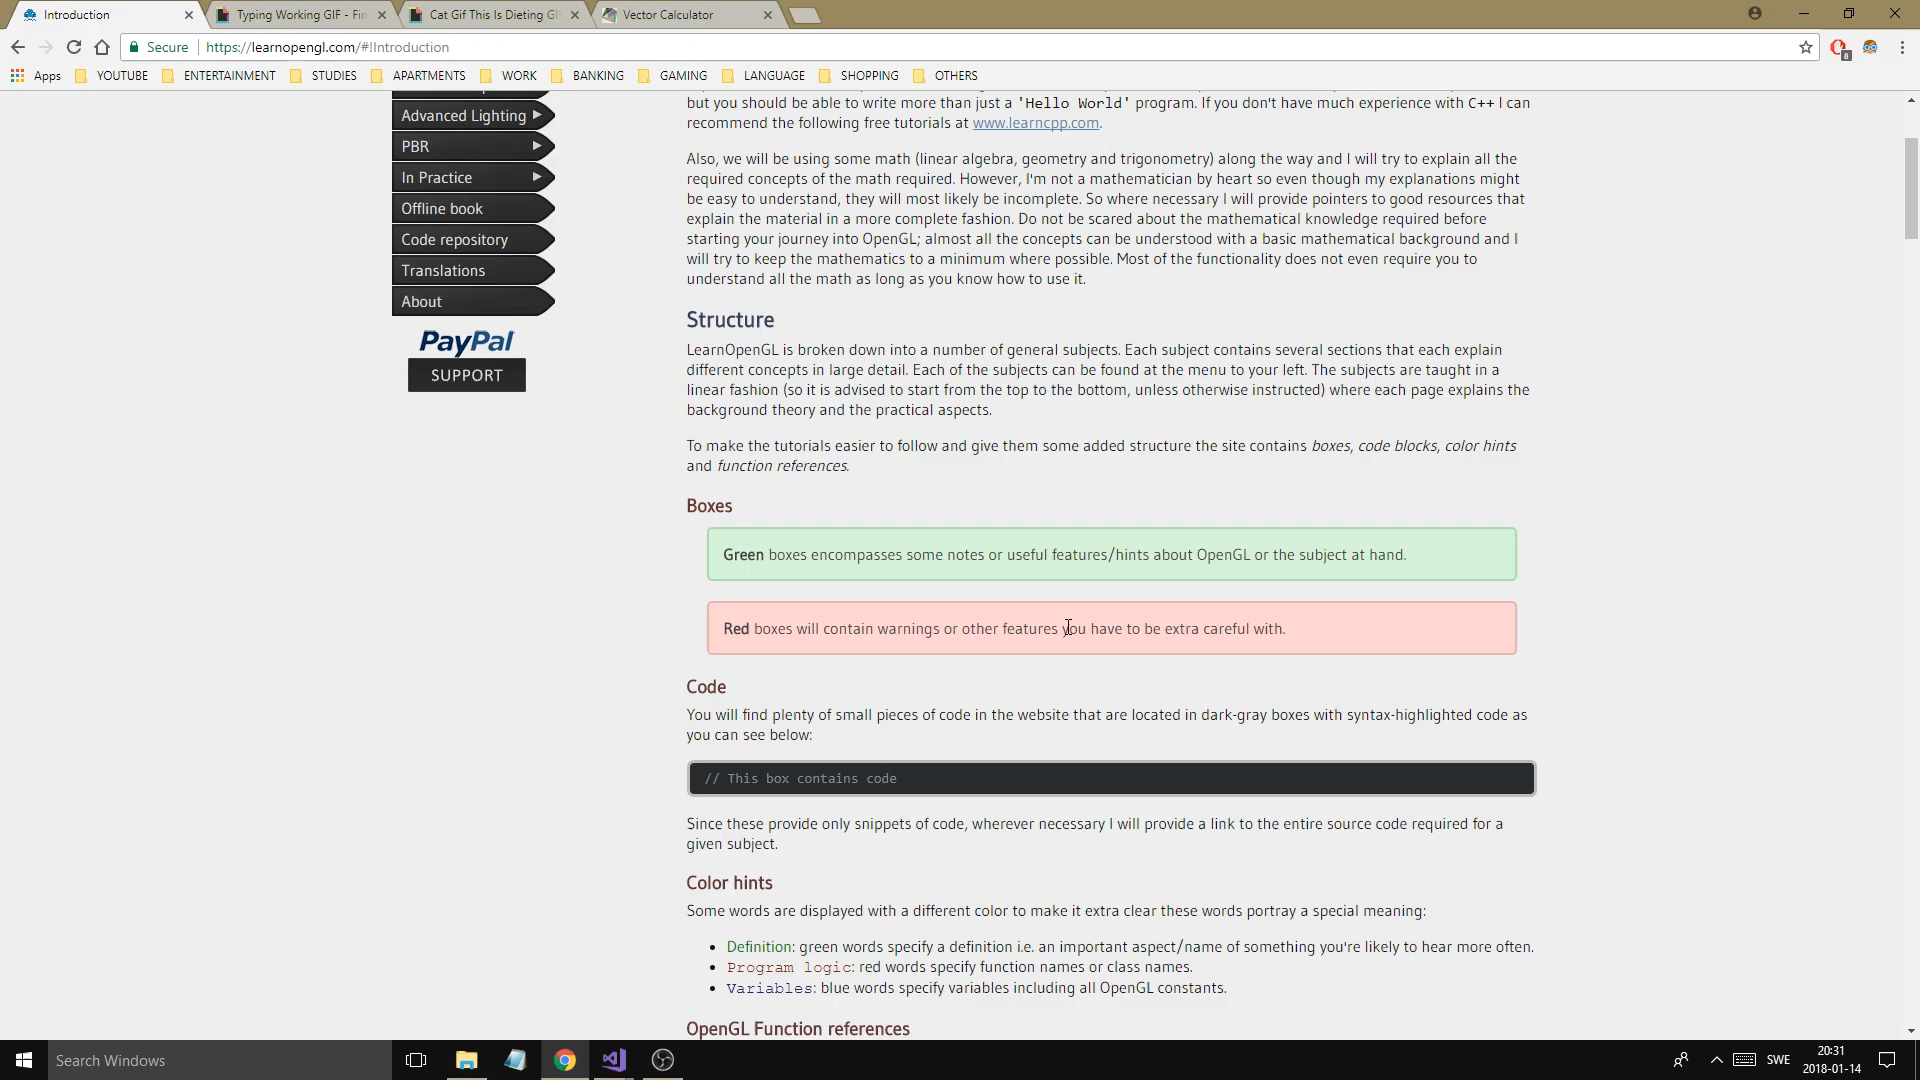 Introduction
Typing Working GIF - Fin
Cat Gif This Is Dieting GI
Vector Calculator
Secure
https://learnopengl.com/#!Introduction
8
Apps
YOUTUBE
ENTERTAINMENT
STUDIES
APARTMENTS
WORK
BANKING
GAMING
LANGUAGE
SHOPPING
OTHERS
Advanced Lighting
PBR
In Practice
Offline book
Code repository
Translations
About
PayPal
SUPPORT
but you should be able to write more than just a 'Hello World' program. If you don't have much experience with C++ I can
recommend the following free tutorials at www.learncpp.com.
Also, we will be using some math (linear algebra, geometry and trigonometry) along the way and I will try to explain all the
required concepts of the math required. However, I'm not a mathematician by heart so even though my explanations might
be easy to understand, they will most likely be incomplete. So where necessary I will provide pointers to good resources that
explain the material in a more complete fashion. Do not be scared about the mathematical knowledge required before
starting your journey into OpenGL; almost all the concepts can be understood with a basic mathematical background and I
will try to keep the mathematics to a minimum where possible. Most of the functionality does not even require you to
understand all the math as long as you know how to use it.
Structure
LearnOpenGL is broken down into a number of general subjects. Each subject contains several sections that each explain
different concepts in large detail. Each of the subjects can be found at the menu to your left. The subjects are taught in a
linear fashion (so it is advised to start from the top to the bottom, unless otherwise instructed) where each page explains the
background theory and the practical aspects.
To make the tutorials easier to follow and give them some added structure the site contains boxes, code blocks, color hints
and function references.
Boxes
Green boxes encompasses some notes or useful features/hints about OpenGL or the subject at hand.
Red boxes will contain warnings or other features you have to be extra careful with.
Code
You will find plenty of small pieces of code in the website that are located in dark-gray boxes with syntax-highlighted code as
you can see below:
// This box contains code
Since these provide only snippets of code, wherever necessary I will provide a link to the entire source code required for a
given subject.
Color hints
Some words are displayed with a different color to make it extra clear these words portray a special meaning:
Definition: green words specify a definition i.e. an important aspect/name of something you're likely to hear more often.
Program logic: red words specify function names or class names.
Variables: blue words specify variables including all OpenGL constants.
OpenGL Function references
Search Windows
SWE
20:31
2018-01-14